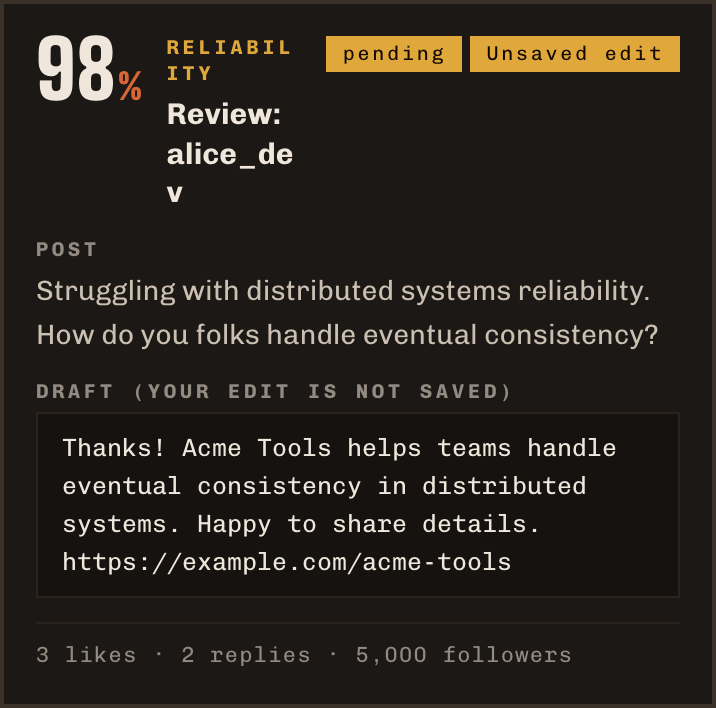 98%
RELIABIL
ITY
pending
Unsaved edit
Review:
alice_de
v
POST
Struggling with distributed systems reliability.
How do you folks handle eventual consistency?
DRAFT (YOUR EDIT IS NOT SAVED)
Thanks! Acme Tools helps teams handle
eventual consistency in distributed
systems. Happy to share details.
https://example.com/acme-tools
3 likes · 2 replies · 5,000 followers